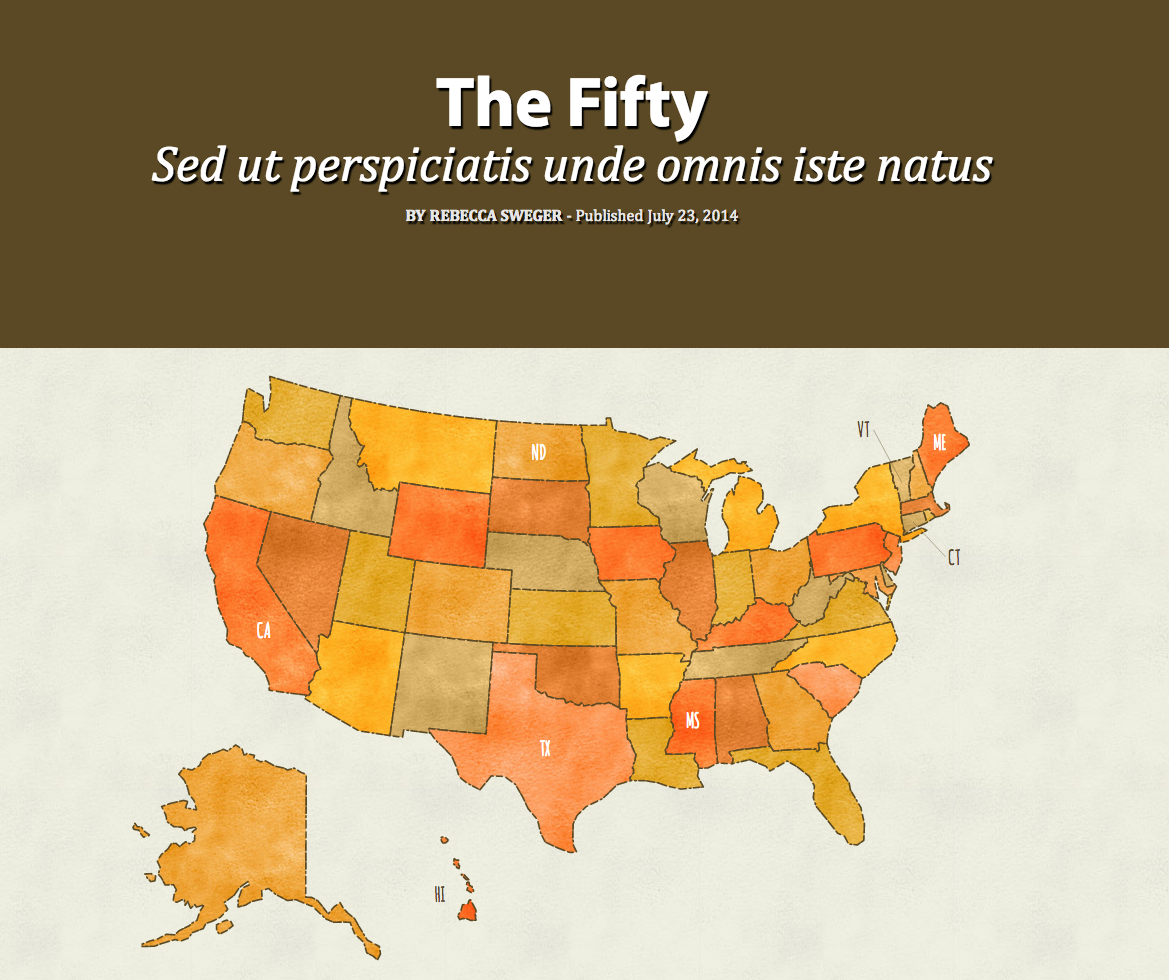 The Fifty
Sed ut perspiciatis unde omnis iste natus
BY REBECCA SWEGER - Published July 23, 2014
VT
ME
ND
CT
CA
MS
TX
HI